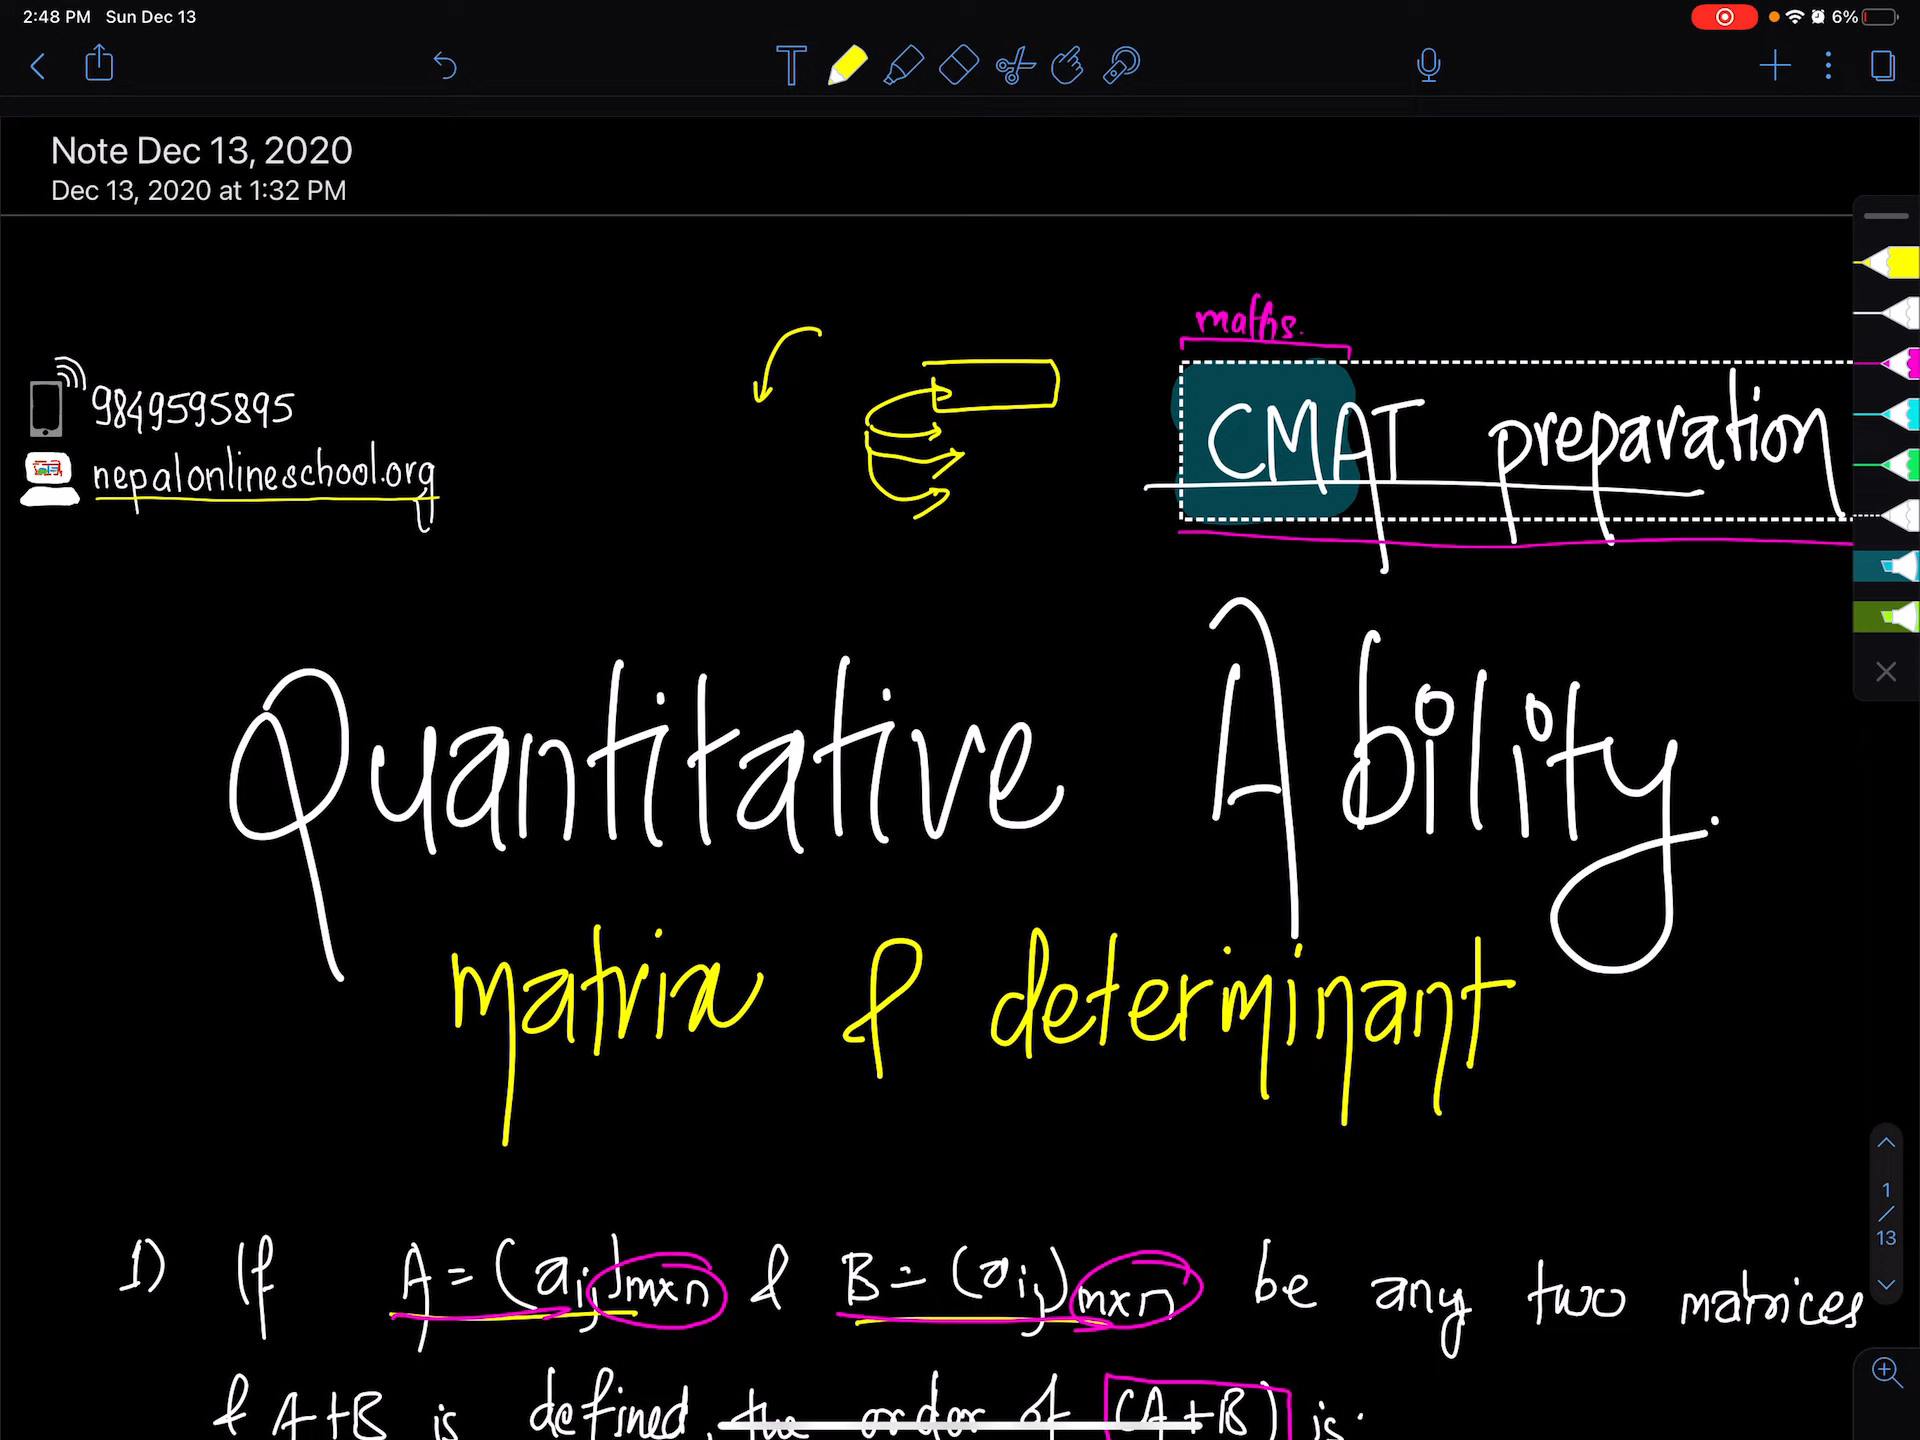 2:48 PM Sun Dec 13 6%
Note Dec 13, 2020
Dec 13, 2020 at 1:32 PM
maths.
9849595895
CMAT preparation
nepalonlineschool.org
Quantitative Ability.
matrix & determinant
1
/
13
1) If A = (aij)m×n & B = (aij)m×n be any two matrices
& A+B is defined, the order of (A+B) is: